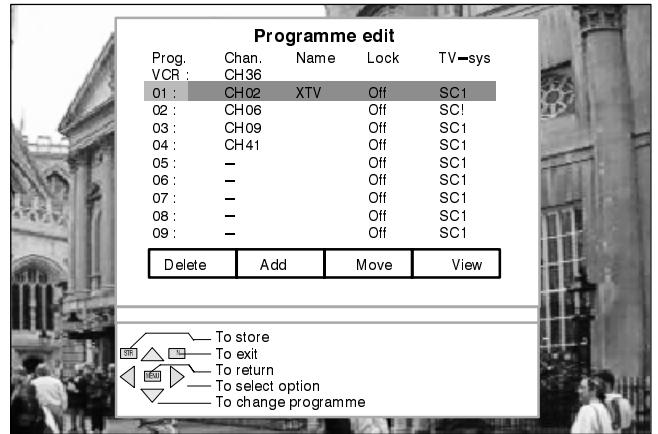 Programme edit
Prog. Chan. Name Lock TV–sys
VCR : CH36
01 : CH02 XTV Off SC1
02 : CH06 Off SC!
03 : CH09 Off SC1
04 : CH41 Off SC1
05 : – Off SC1
06 : – Off SC1
07 : – Off SC1
08 : – Off SC1
09 : – Off SC1
Delete Add Move View
To store
STR N To exit
To return
MENU To select option
To change programme